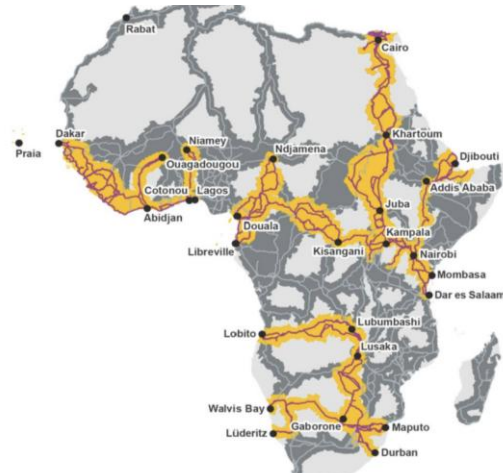 Rabat
Cairo
Dakar
Praia
Niamey
Ndjamena
Khartoum
Djibouti
Ouagadougou
Addis Ababa
Cotonou
Lagos
Abidjan
Juba
Douala
Kampala
Libreville
Kisangani
Nairobi
Mombasa
Dar es Salaam
Lubumbashi
Lobito
Lusaka
Walvis Bay
Gaborone
Maputo
Lüderitz
Durban